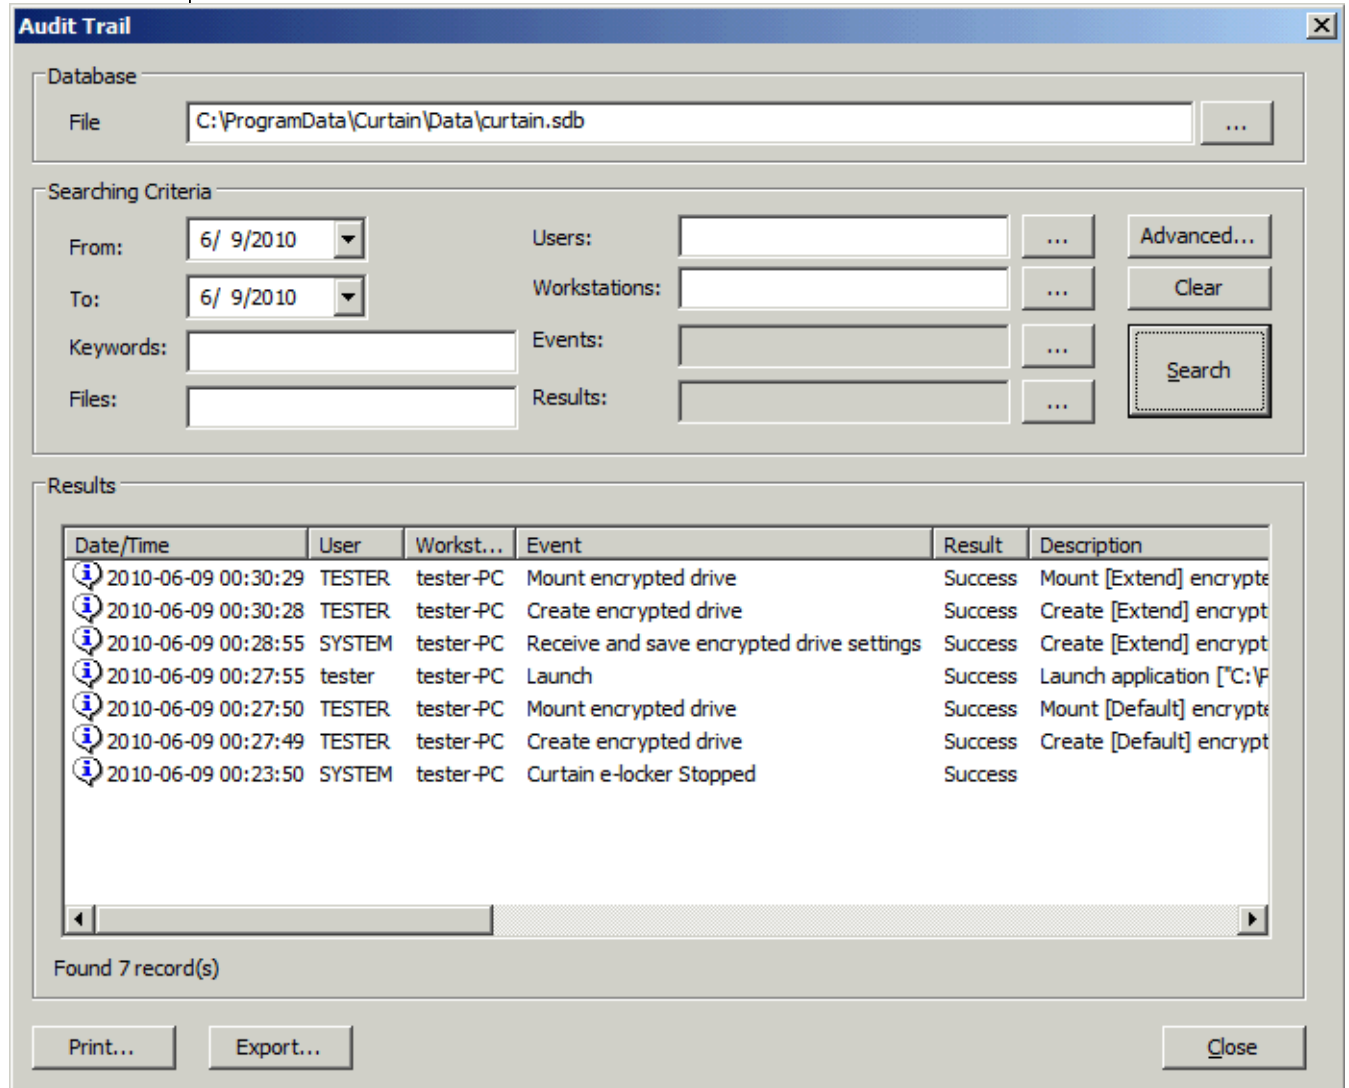 Audit Trail
Database
File C:\ProgramData\Curtain\Data\curtain.sdb ...
Searching Criteria
From: 6/ 9/2010 Users: ... Advanced...
To: 6/ 9/2010 Workstations: ... Clear
Keywords: Events: ... Search
Files: Results: ...
Results
Date/Time User Workst... Event Result Description
2010-06-09 00:30:29 TESTER tester-PC Mount encrypted drive Success Mount [Extend] encrypte
2010-06-09 00:30:28 TESTER tester-PC Create encrypted drive Success Create [Extend] encrypt
2010-06-09 00:28:55 SYSTEM tester-PC Receive and save encrypted drive settings Success Create [Extend] encrypt
2010-06-09 00:27:55 tester tester-PC Launch Success Launch application ["C:\P
2010-06-09 00:27:50 TESTER tester-PC Mount encrypted drive Success Mount [Default] encrypte
2010-06-09 00:27:49 TESTER tester-PC Create encrypted drive Success Create [Default] encrypt
2010-06-09 00:23:50 SYSTEM tester-PC Curtain e-locker Stopped Success
Found 7 record(s)
Print... Export... Close